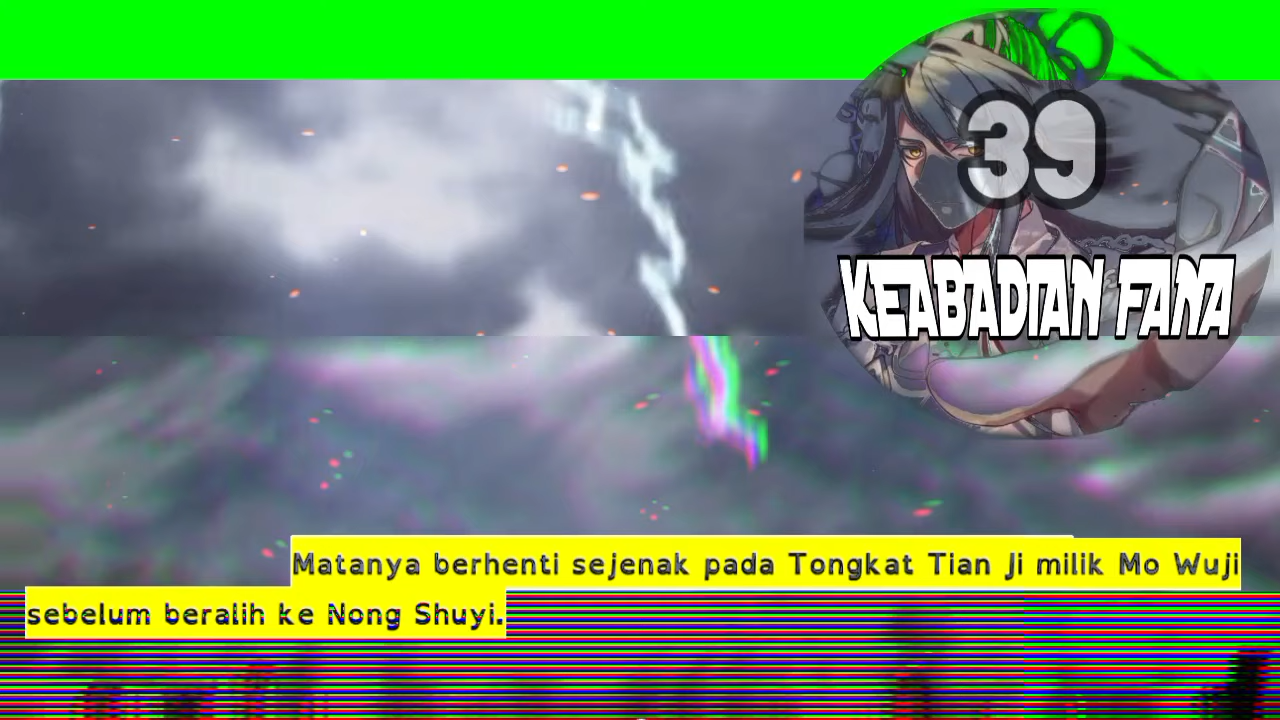 39
KEABADIAN FANA
Matanya berhenti sejenak pada Tongkat Tian Ji milik Mo Wuji
sebelum beralih ke Nong Shuyi.